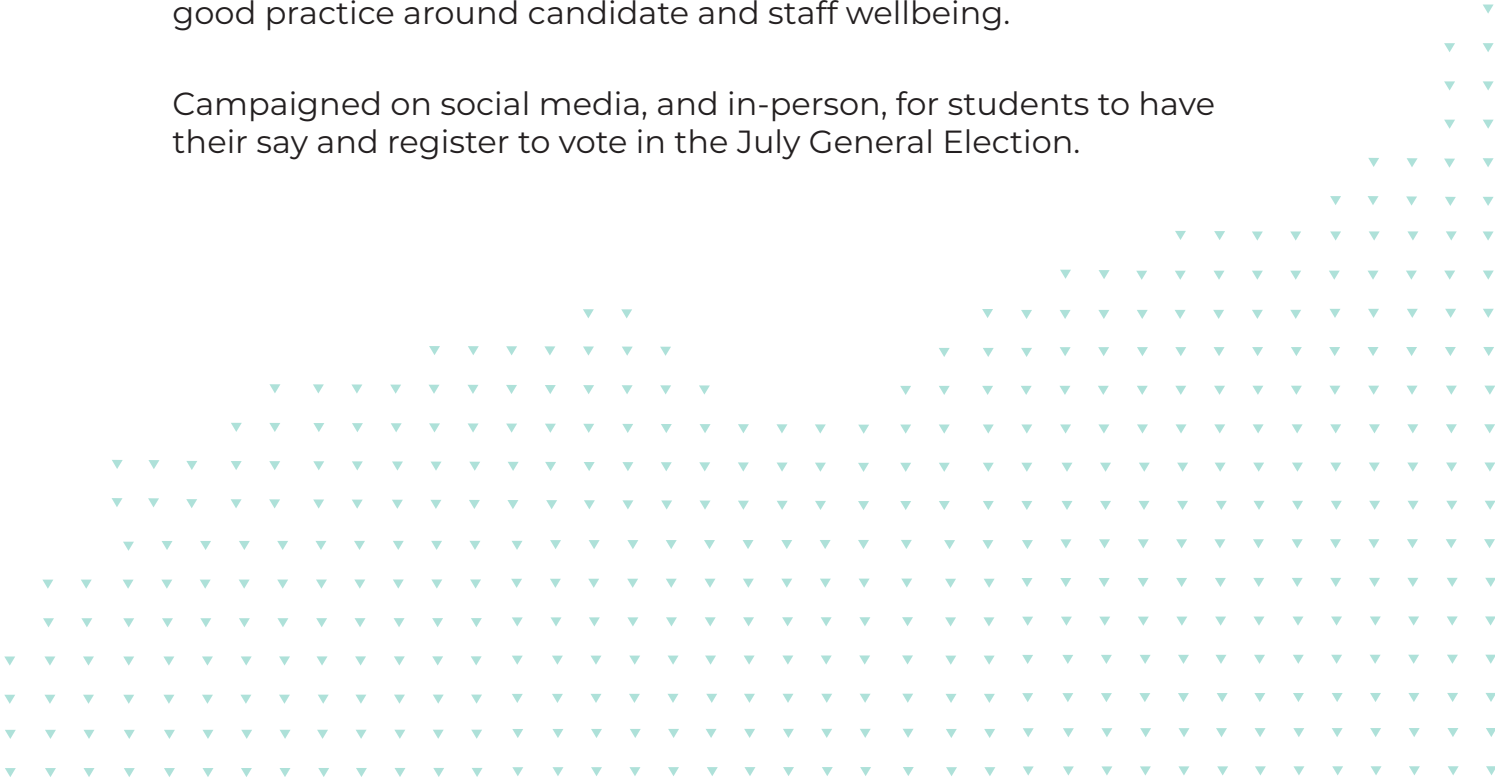 good practice around candidate and staff wellbeing.
Campaigned on social media, and in-person, for students to have
their say and register to vote in the July General Election.